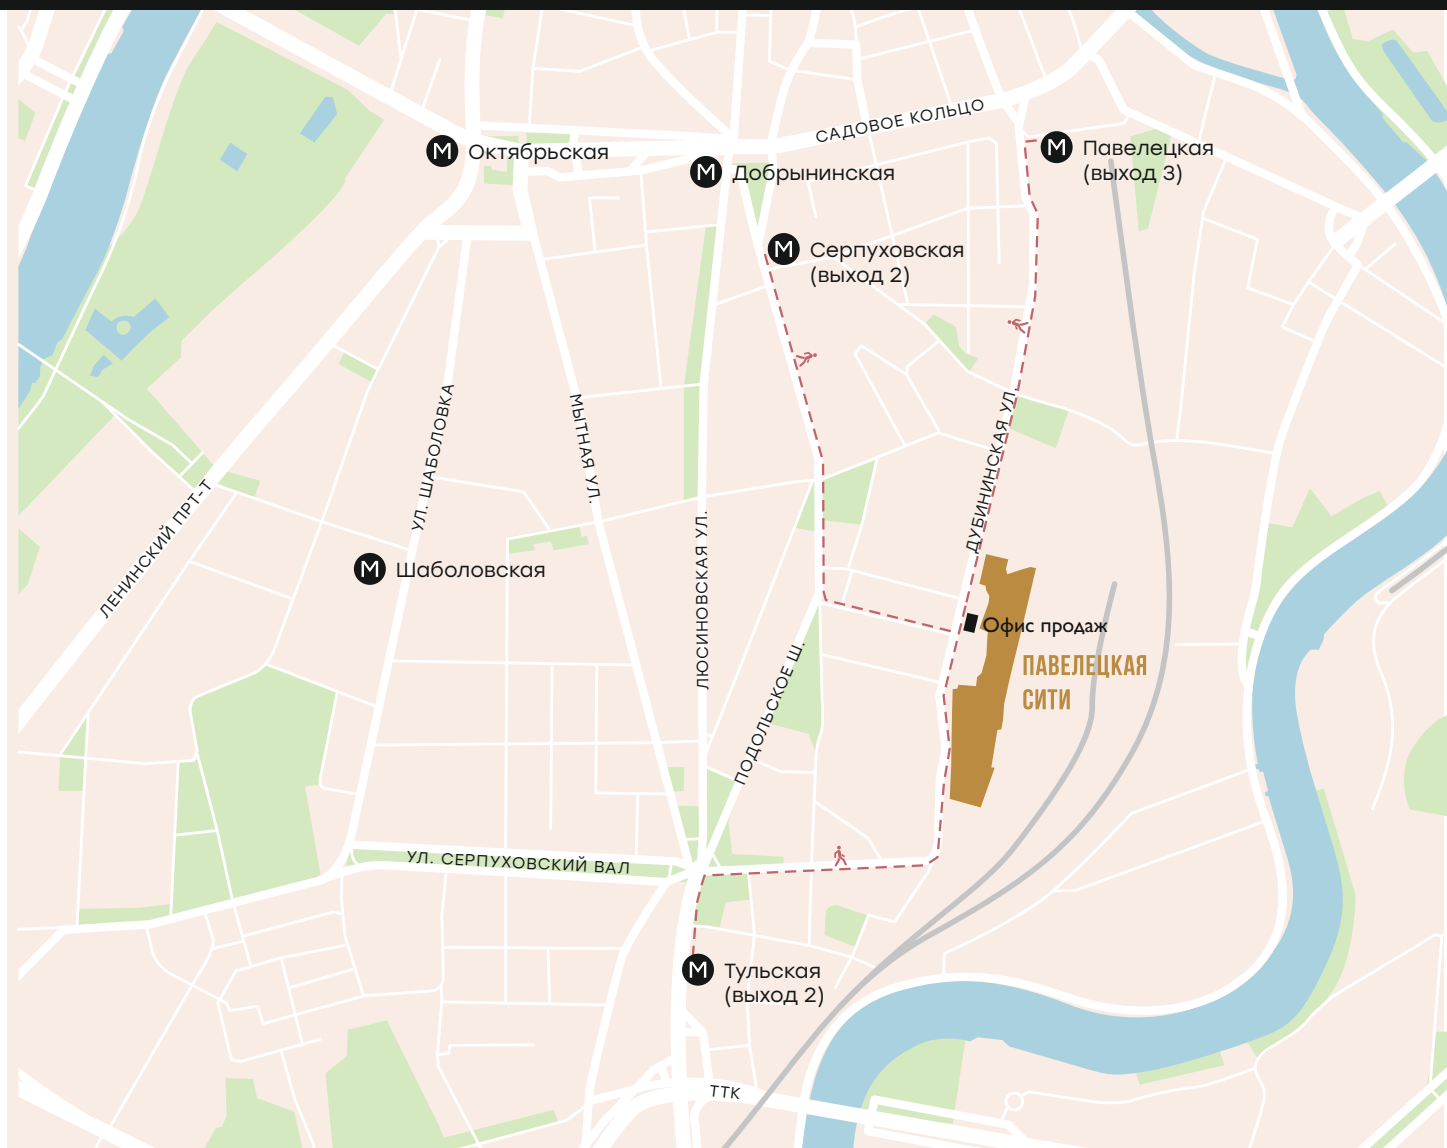 САДОВОЕ КОЛЬЦО
М Октябрьская
М Добрынинская
М Павелецкая
(выход 3)
М Серпуховская
(выход 2)
УЛ. ШАБОЛОВКА
МЫТНАЯ УЛ.
ДУБИНИНСКАЯ УЛ.
ЛЕНИНСКИЙ ПРТ-Т
М Шаболовская
ЛЮСИНОВСКАЯ УЛ.
ПОДОЛЬСКОЕ Ш.
Офис продаж
ПАВЕЛЕЦКАЯ
СИТИ
УЛ. СЕРПУХОВСКИЙ ВАЛ
М Тульская
(выход 2)
ТТК